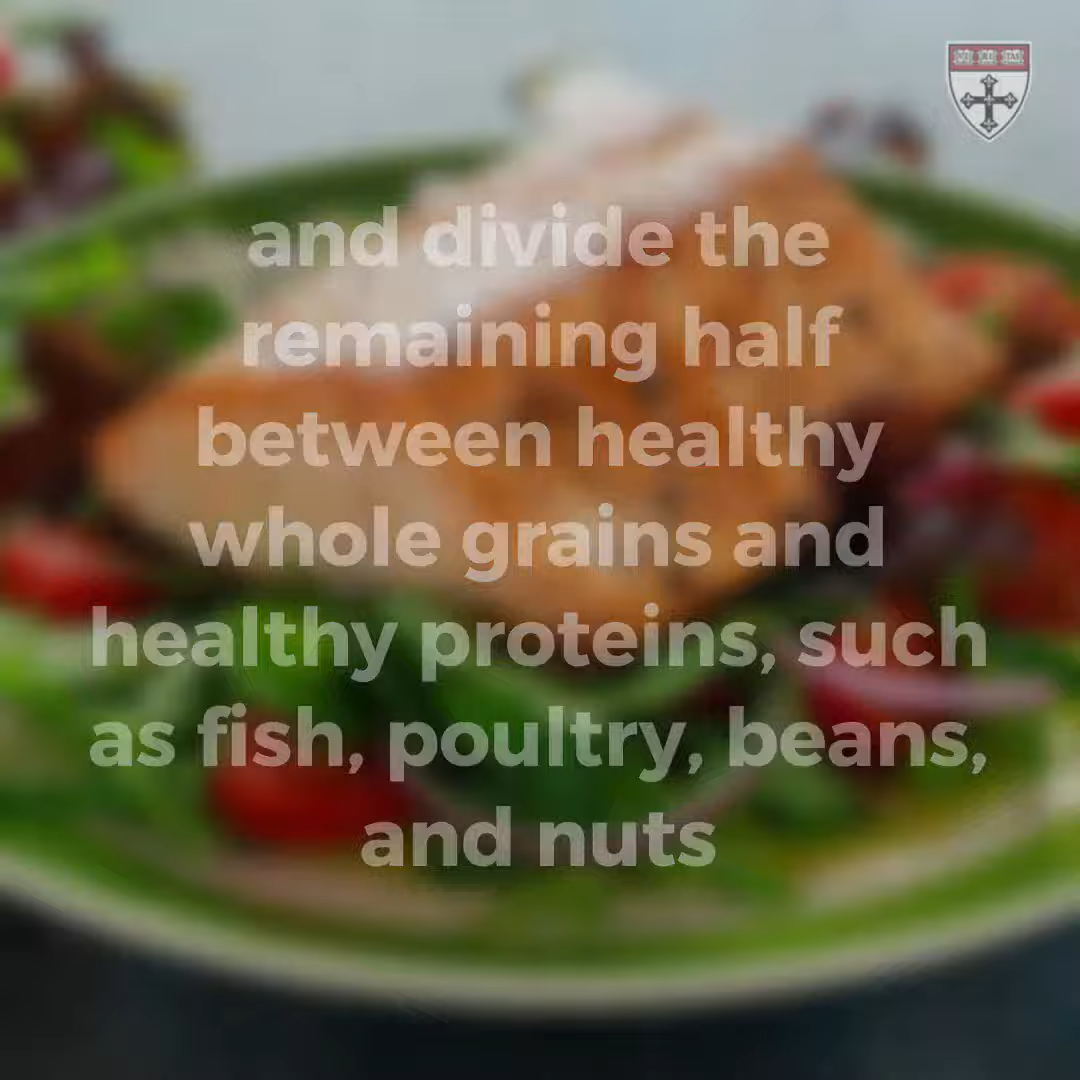 and divide the
remaining half
between healthy
whole grains and
healthy proteins, such
as fish, poultry, beans,
and nuts